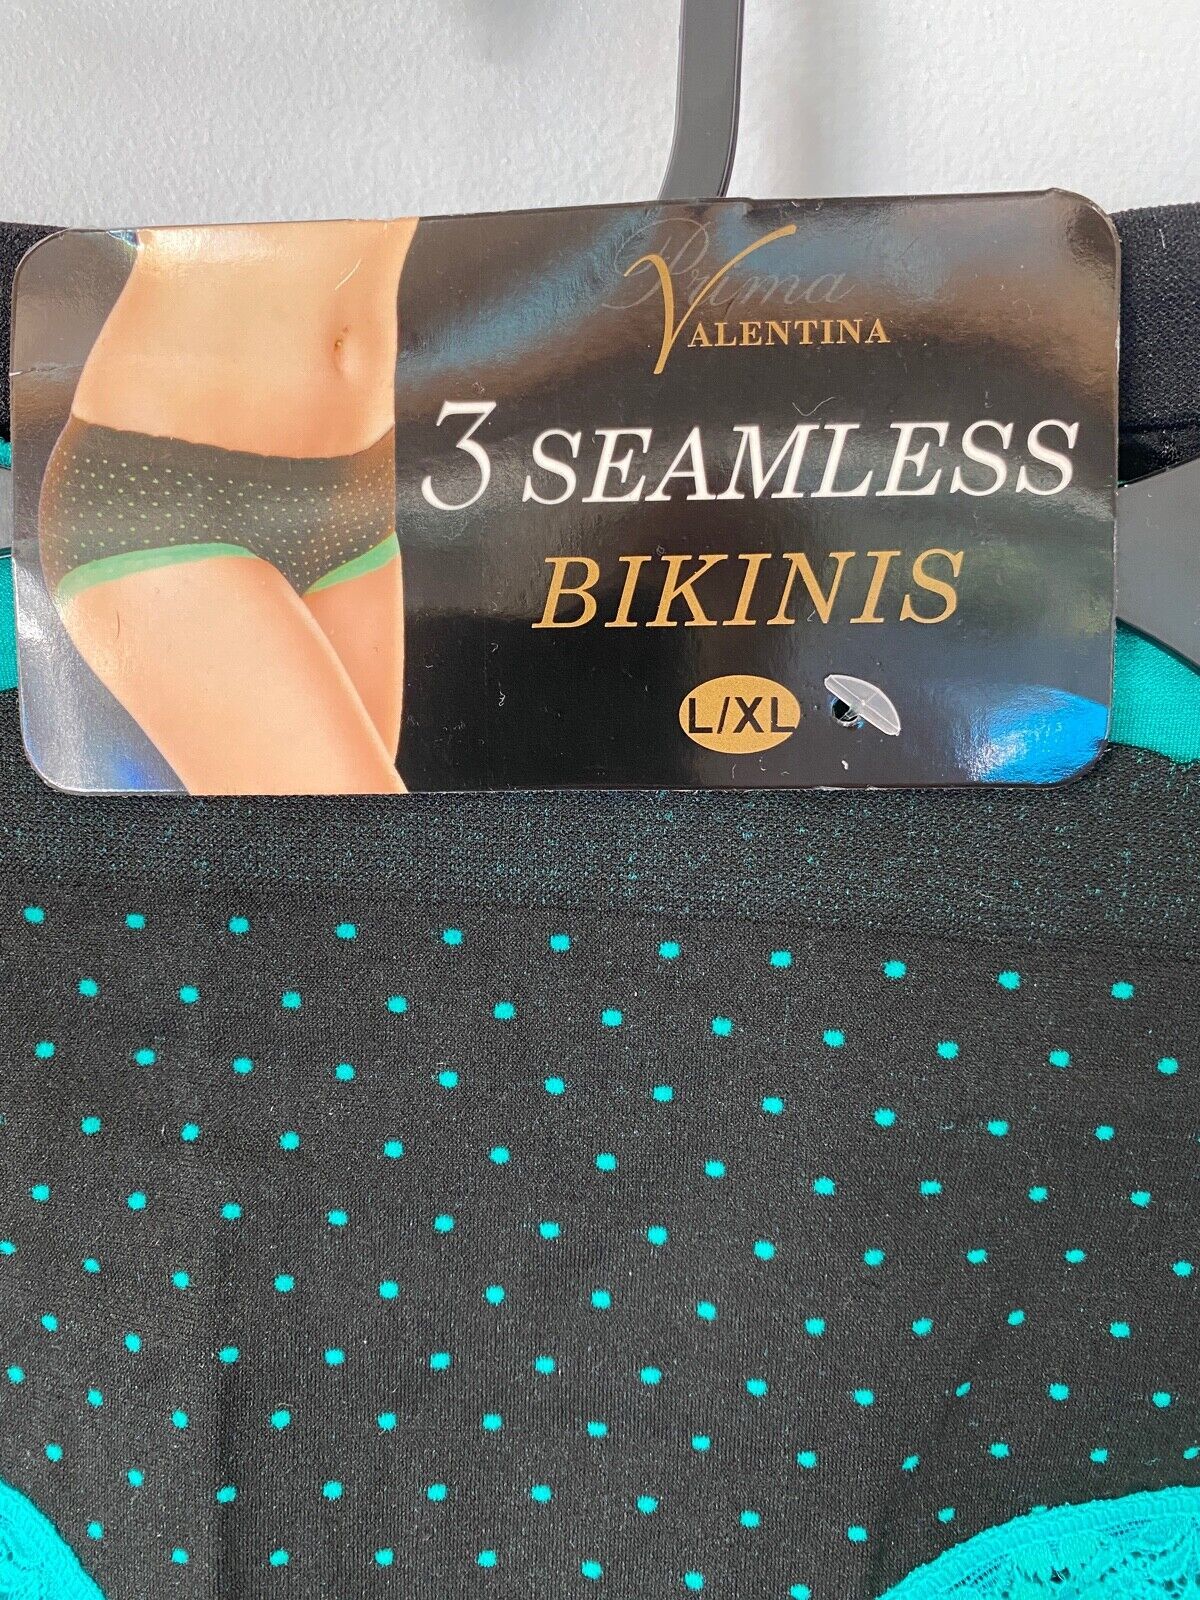 Prima
VALENTINA
3 SEAMLESS
BIKINIS
L/XL